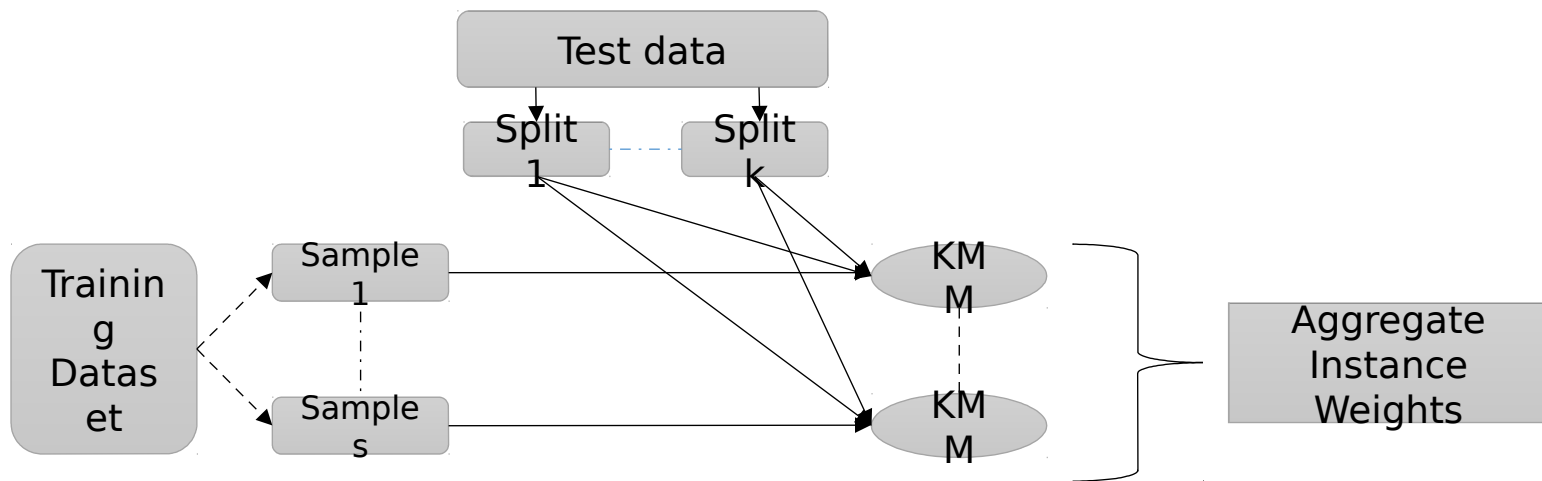 Test data
Split
1
Split
k
Trainin
g
Datas
et
Sample
1
Sample
s
KM
M
KM
M
Aggregate
Instance
Weights